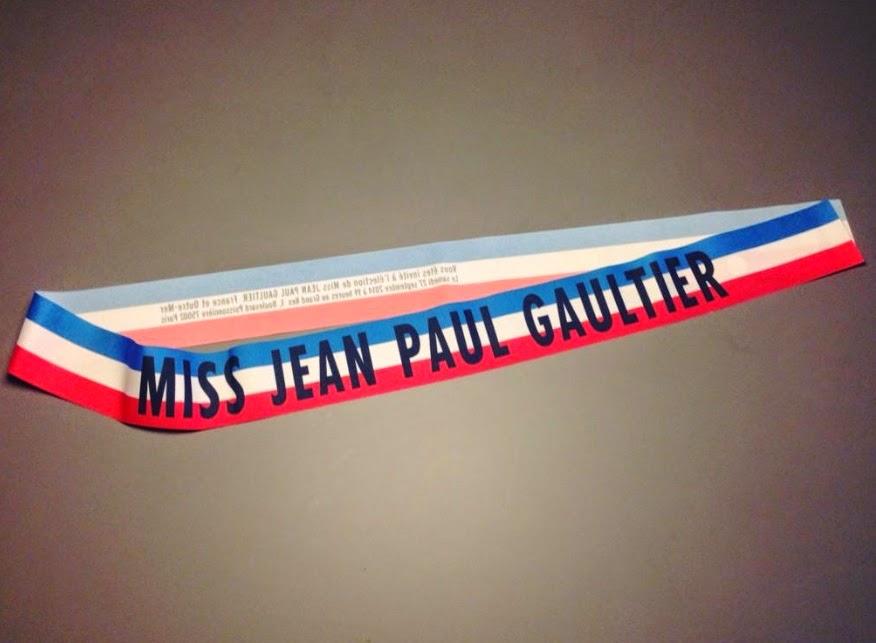 MISS JEAN PAUL GAULTIER
Vous êtes invité à l'élection de Miss JEAN PAUL GAULTIER France et Outre-Mer
Le samedi 27 septembre 2014 à 19 heures au Grand Rex, 1, Boulevard Poissonnière 75002 Paris